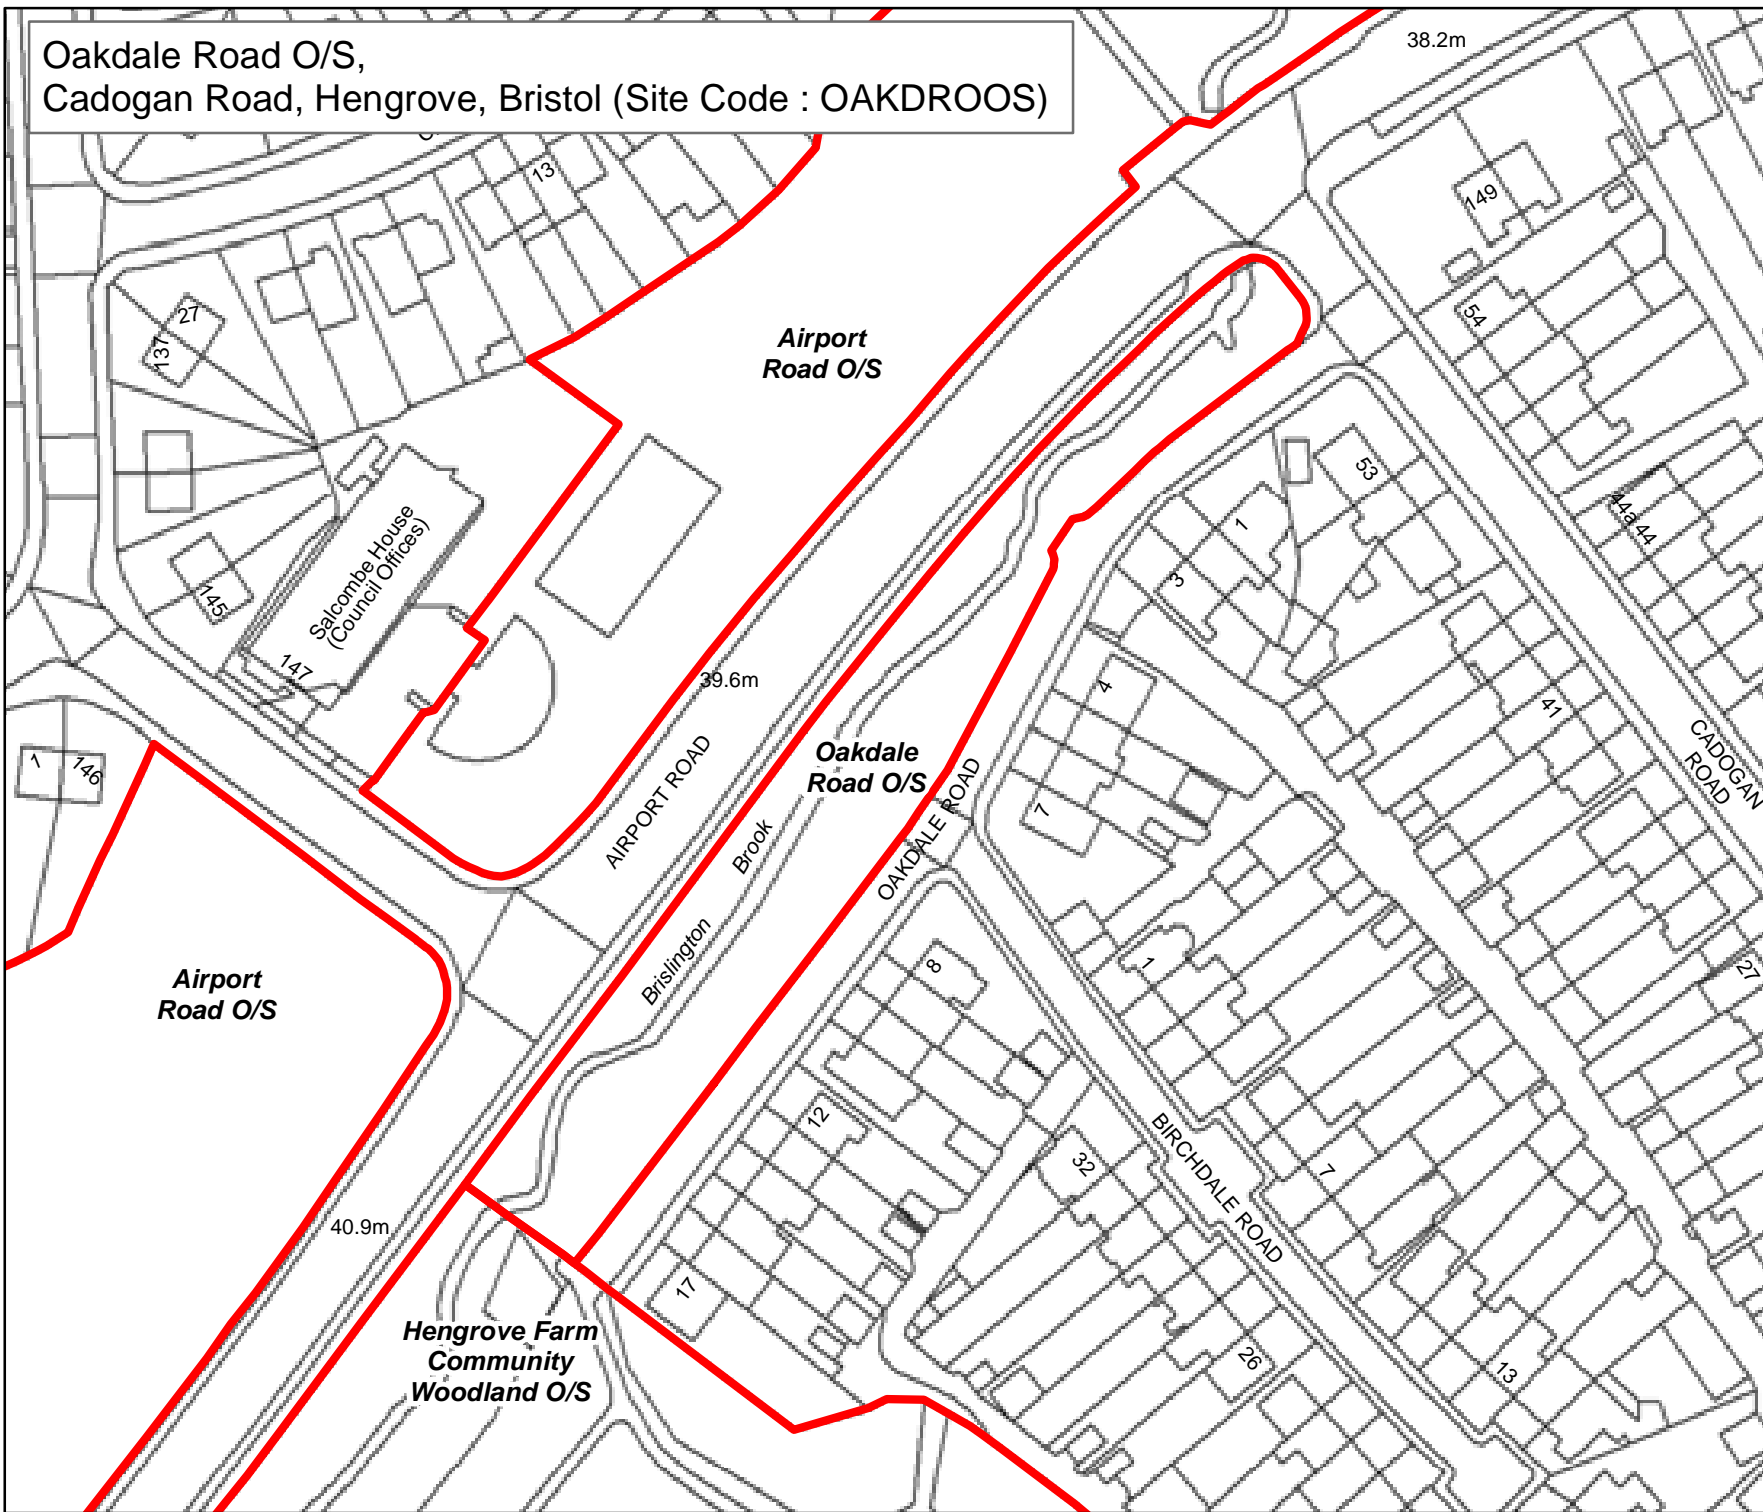 Oakdale Road O/S,
Cadogan Road, Hengrove, Bristol (Site Code : OAKDROOS)
38.2m
13
149
27
137
54
Airport
Road O/S
53
44a
44
1
3
Salcombe House
(Council Offices)
145
147
39.6m
4
41
CADOGAN
ROAD
1
146
AIRPORT ROAD
Oakdale
Road O/S
OAKDALE ROAD
7
Brislington
Brook
Airport
Road O/S
8
1
27
12
32
BIRCHDALE ROAD
7
40.9m
17
Hengrove Farm
Community
Woodland O/S
26
13